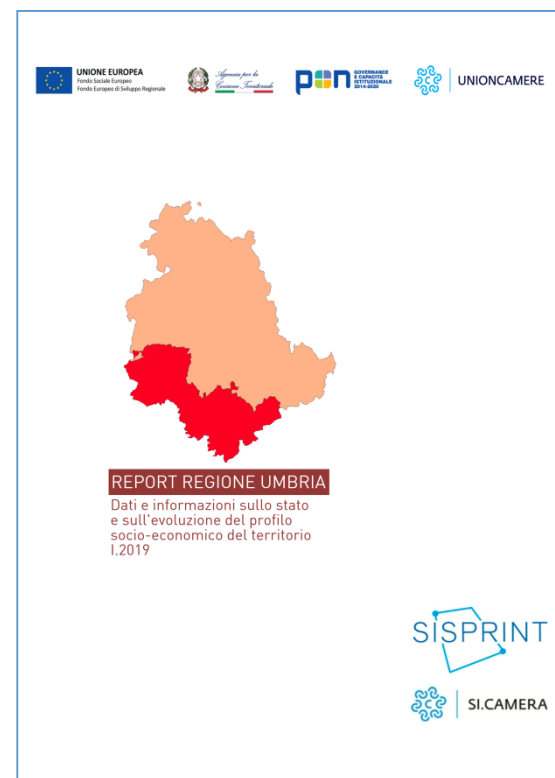 UNIONE EUROPEA
Fondo Sociale Europeo
Fondo Europeo di Sviluppo Regionale
Agenzia per la
Coesione Territoriale
pon
GOVERNANCE
E CAPACITÀ
ISTITUZIONALE
2014-2020
UNIONCAMERE
REPORT REGIONE UMBRIA
Dati e informazioni sullo stato
e sull'evoluzione del profilo
socio-economico del territorio
I.2019
SISPRINT
SI.CAMERA